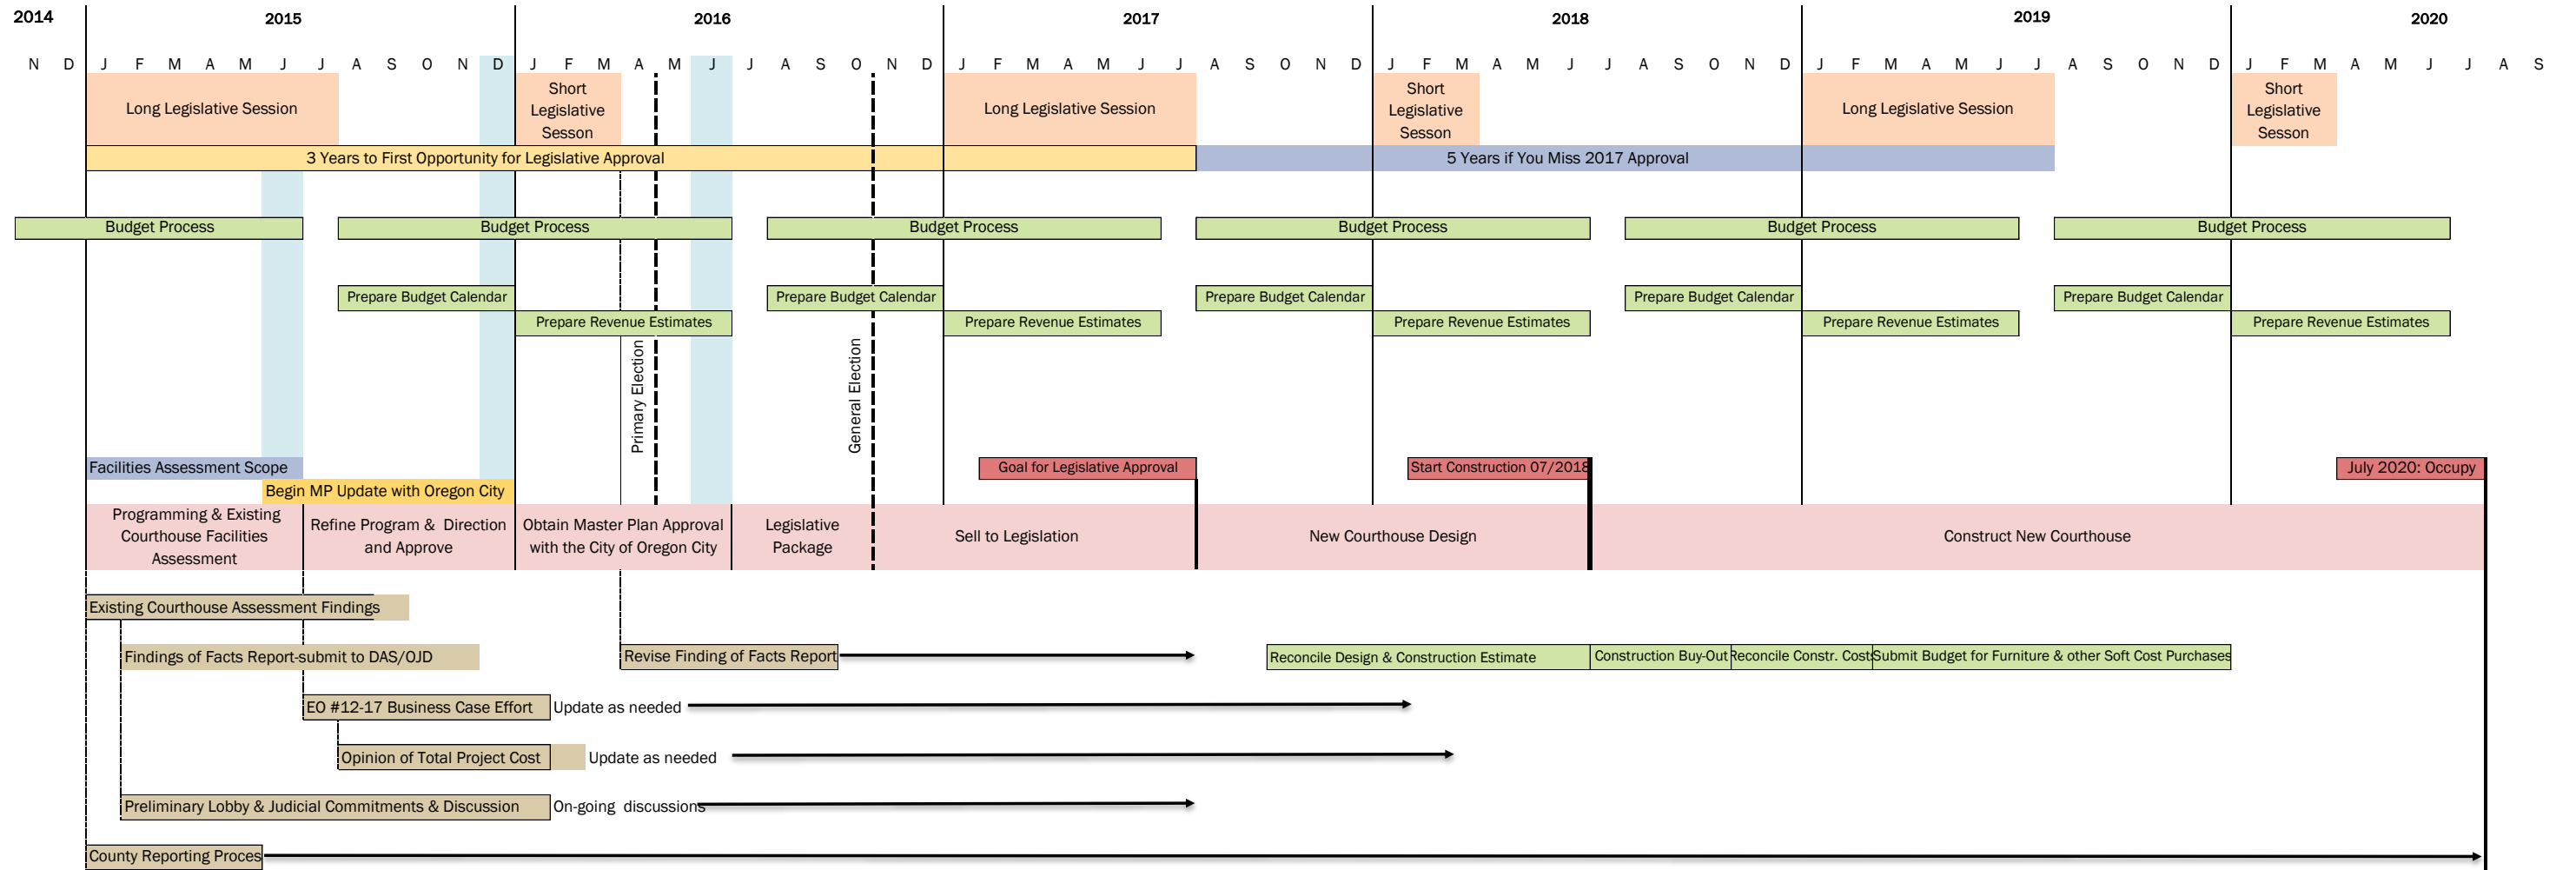 2014 2015 2016 2017 2018 2019 2020
N D J F M A M J J A S O N D J F M A M J J A S O N D J F M A M J J A S O N D J F M A M J J A S O N D J F M A M J J A S O N D J F M A M J J A S
Long Legislative Session
Short
Legislative
Sesson
Long Legislative Session
Short
Legislative
Sesson
Long Legislative Session
Short
Legislative
Sesson
3 Years to First Opportunity for Legislative Approval
5 Years if You Miss 2017 Approval
Budget Process
Budget Process
Budget Process
Budget Process
Budget Process
Budget Process
Prepare Budget Calendar
Prepare Budget Calendar
Prepare Budget Calendar
Prepare Budget Calendar
Prepare Budget Calendar
Prepare Revenue Estimates
Prepare Revenue Estimates
Prepare Revenue Estimates
Prepare Revenue Estimates
Prepare Revenue Estimates
Primary Election
General Election
Facilities Assessment Scope
Goal for Legislative Approval
Start Construction 07/2018
July 2020: Occupy
Begin MP Update with Oregon City
Programming & Existing
Courthouse Facilities
Assessment
Refine Program & Direction
and Approve
Obtain Master Plan Approval
with the City of Oregon City
Legislative
Package
Sell to Legislation
New Courthouse Design
Construct New Courthouse
Existing Courthouse Assessment Findings
Findings of Facts Report-submit to DAS/OJD
Revise Finding of Facts Report
Reconcile Design & Construction Estimate
Construction Buy-Out
Reconcile Constr. Costs
Submit Budget for Furniture & other Soft Cost Purchases
EO #12-17 Business Case Effort
Update as needed
Opinion of Total Project Cost
Update as needed
Preliminary Lobby & Judicial Commitments & Discussion
On-going discussions
County Reporting Proces